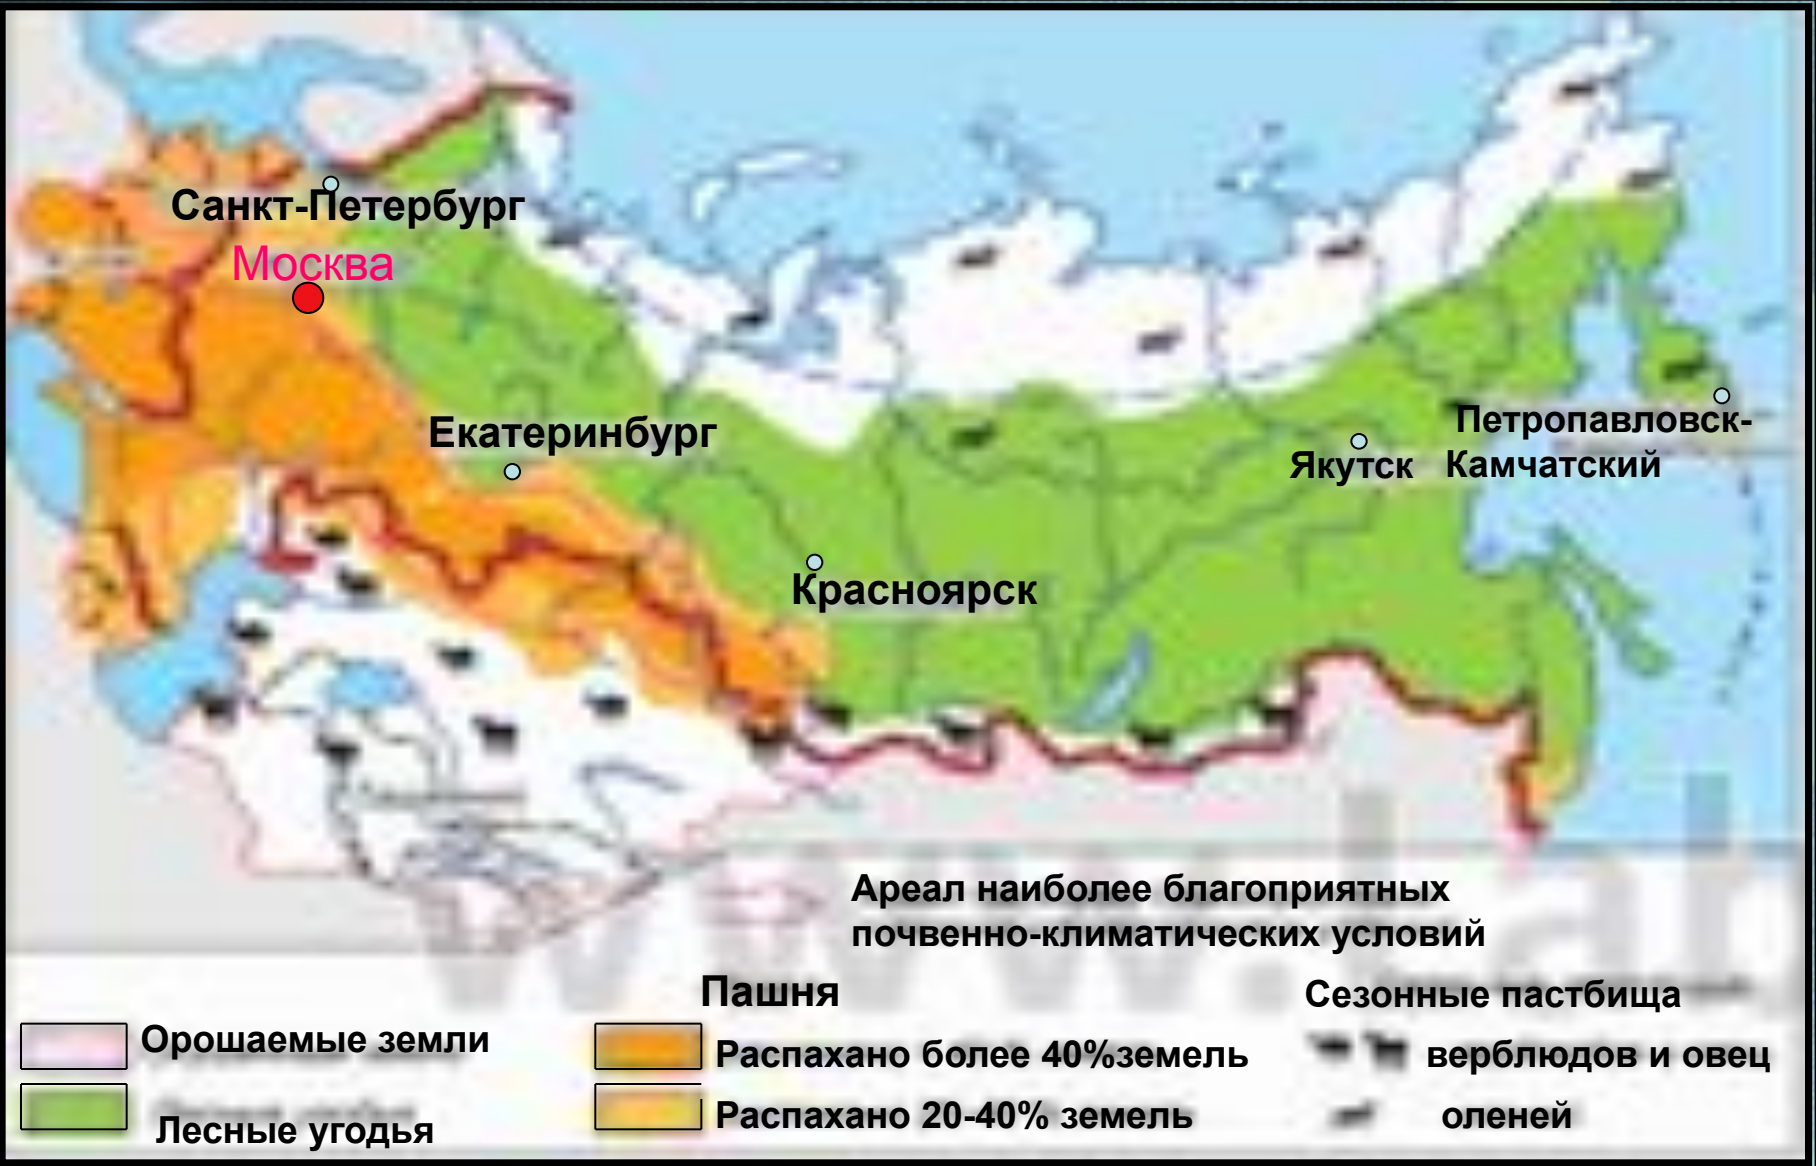 Санкт-Петербург
Москва
Екатеринбург
Петропавловск-
Якутск Камчатский
Красноярск
Ареал наиболее благоприятных
почвенно-климатических условий
Пашня
Сезонные пастбища
Орошаемые земли
Распахано более 40%земель
верблюдов и овец
Лесные угодья
Распахано 20-40% земель
оленей